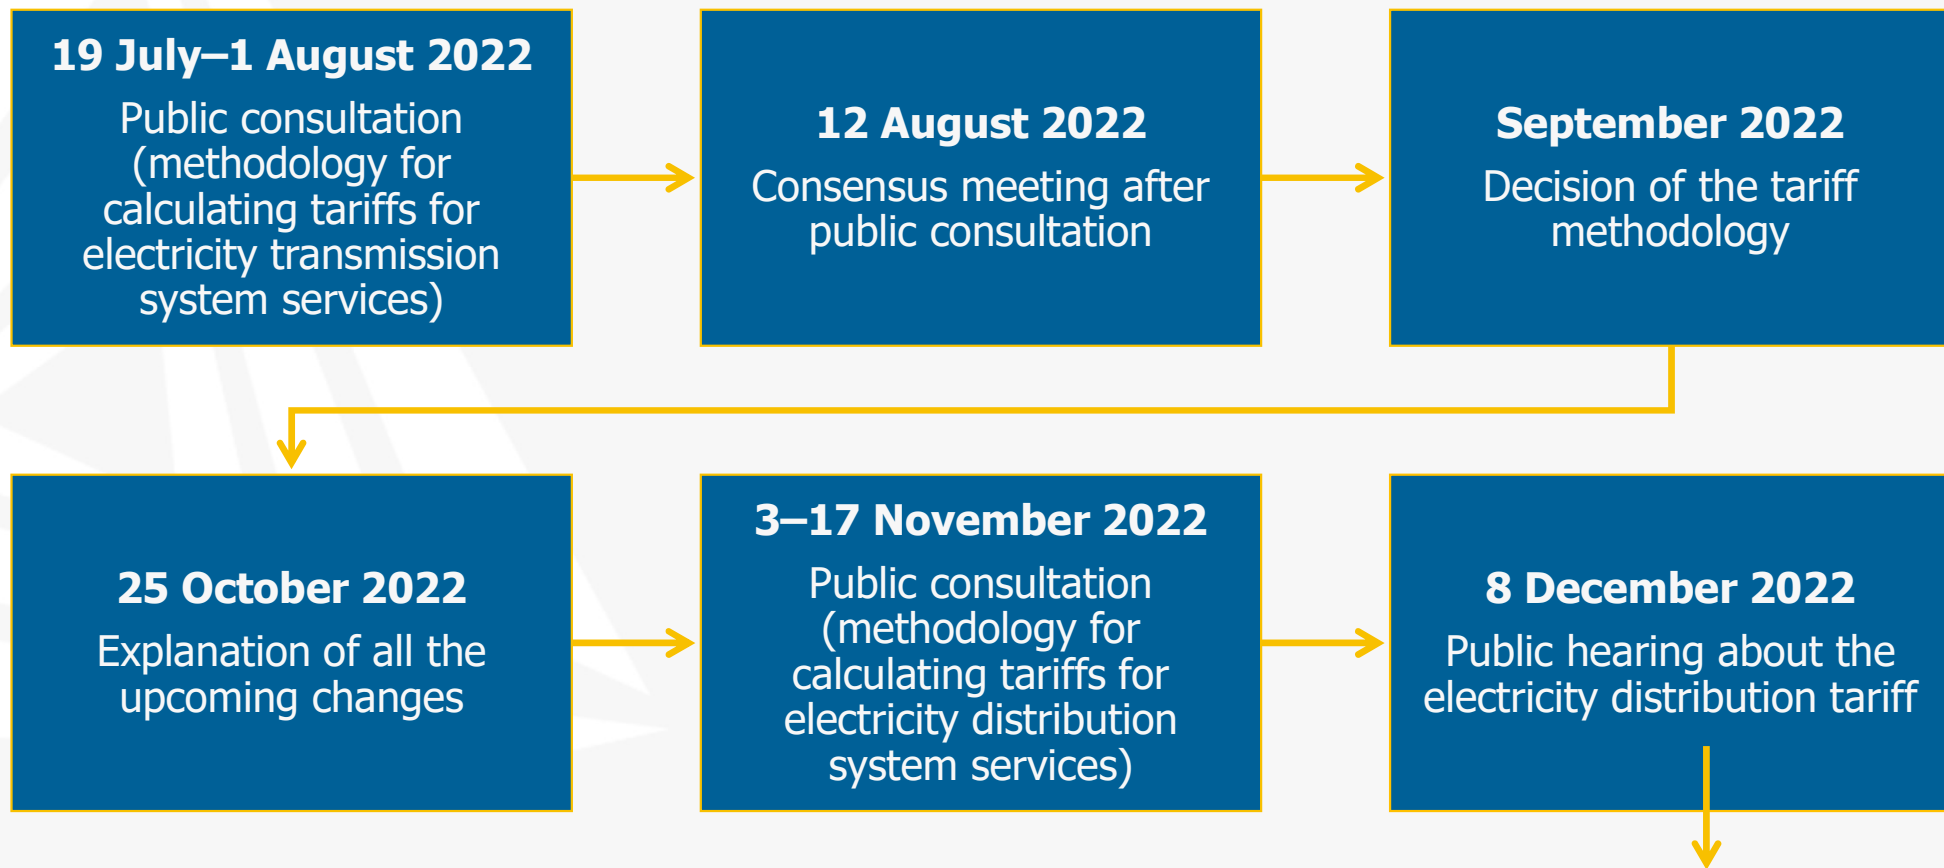 19 July–1 August 2022
Public consultation
(methodology for
calculating tariffs for
electricity transmission
system services)
12 August 2022
Consensus meeting after
public consultation
September 2022
Decision of the tariff
methodology
25 October 2022
Explanation of all the
upcoming changes
3–17 November 2022
Public consultation
(methodology for
calculating tariffs for
electricity distribution
system services)
8 December 2022
Public hearing about the
electricity distribution tariff